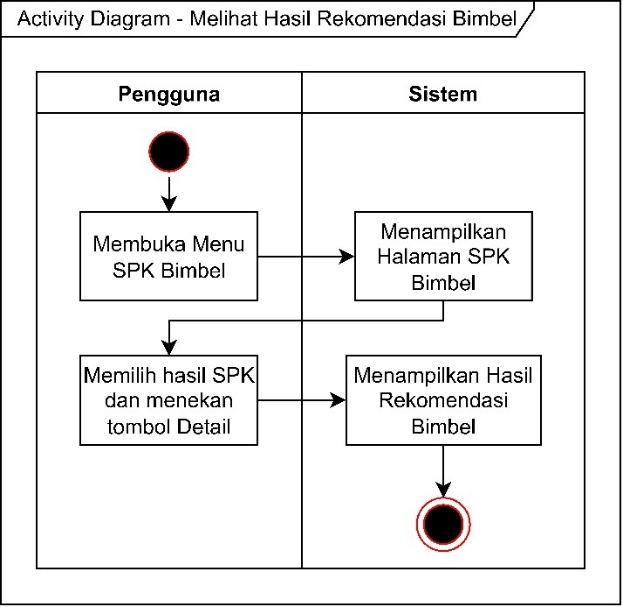 Activity Diagram - Melihat Hasil Rekomendasi Bimbel
Pengguna
Sistem
Membuka Menu
SPK Bimbel
Menampilkan
Halaman SPK
Bimbel
Memilih hasil SPK
dan menekan
tombol Detail
Menampilkan Hasil
Rekomendasi
Bimbel